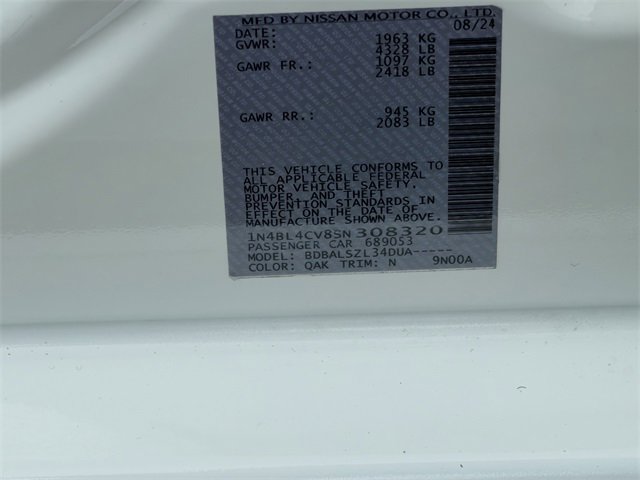 MFD BY NISSAN MOTOR CO., LTD.
DATE: 08/24
GVWR: 1963 KG
4328 LB
GAWR FR.: 1097 KG
2418 LB
GAWR RR.: 945 KG
2083 LB
THIS VEHICLE CONFORMS TO
ALL APPLICABLE FEDERAL
MOTOR VEHICLE SAFETY,
BUMPER, AND THEFT
PREVENTION STANDARDS IN
EFFECT ON THE DATE OF
MANUFACTURE SHOWN ABOVE.
1N4BL4CV8SN308320
PASSENGER CAR 689053
MODEL: BDBALSZL34DUA-----
COLOR: QAK TRIM: N 9N00A